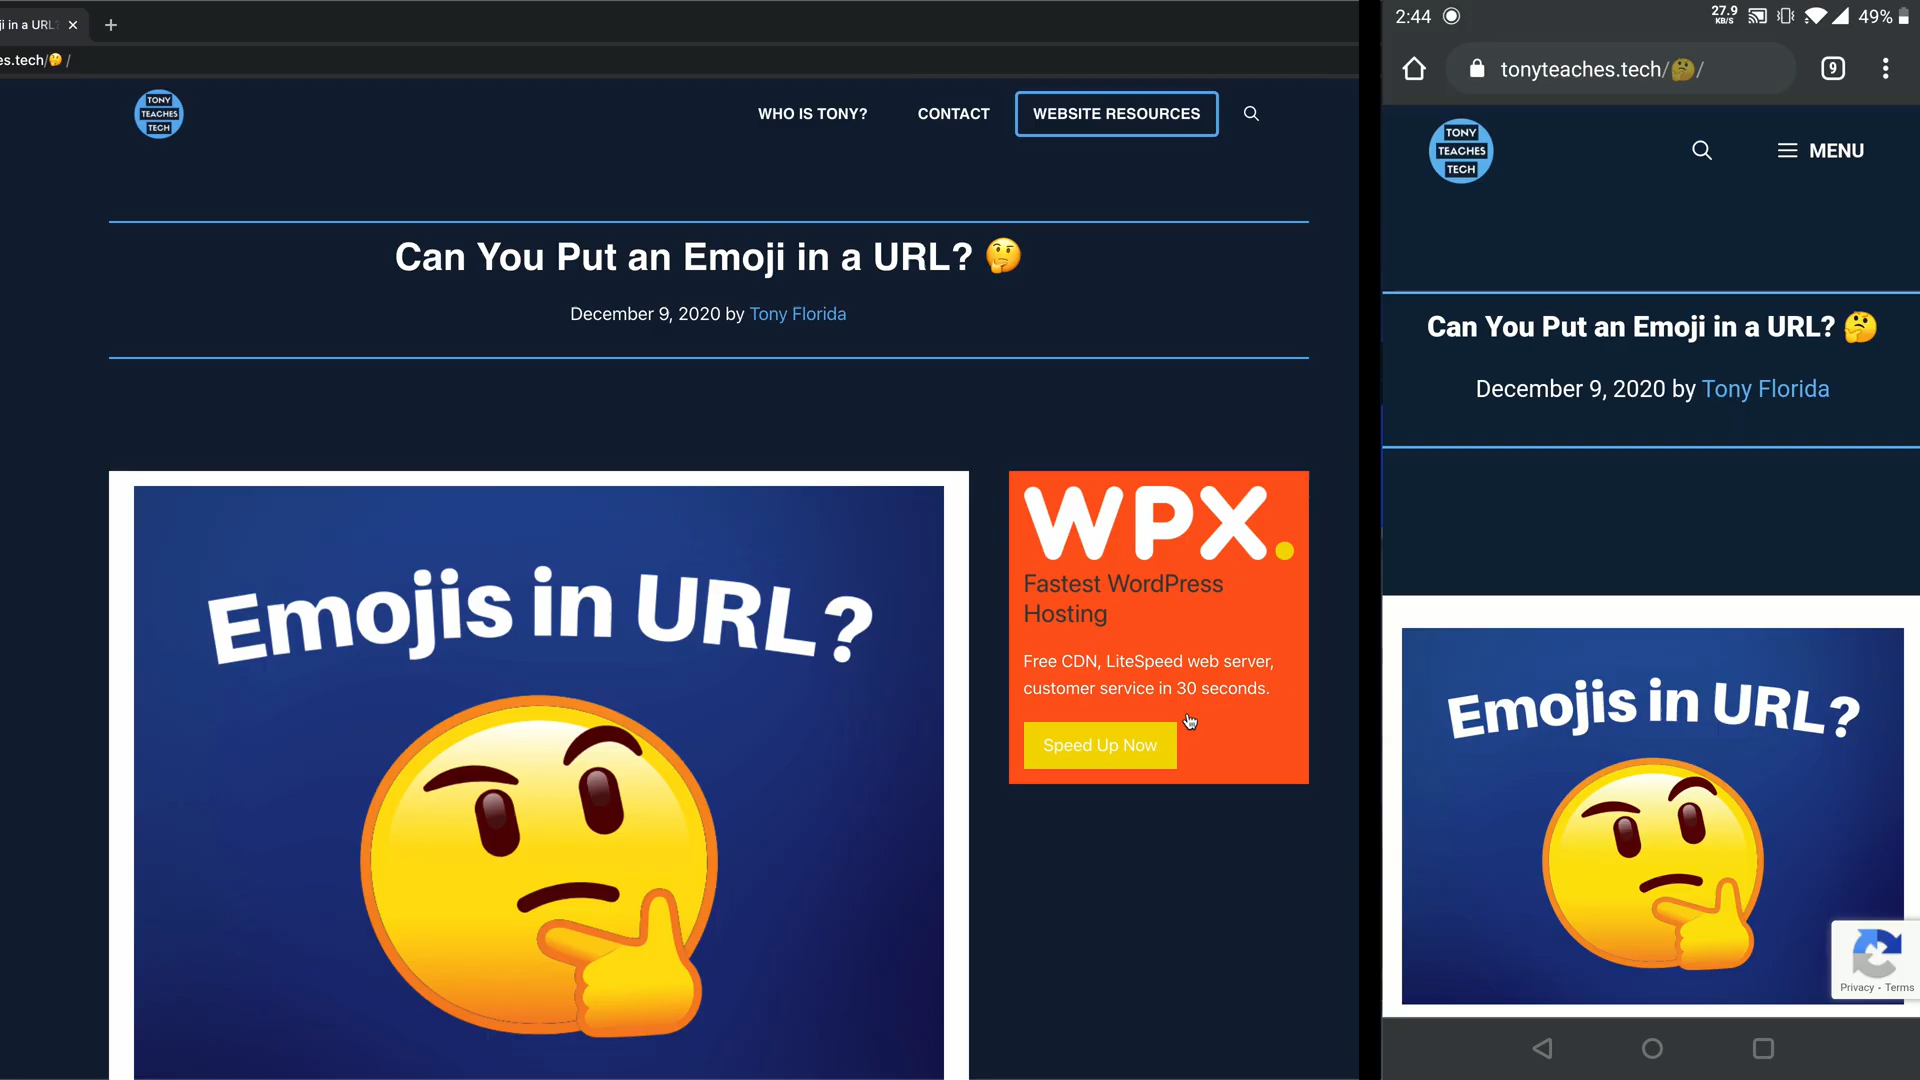 ji in a URL?
es.tech/🤔/
TONY
TEACHES
TECH
WHO IS TONY?
CONTACT
WEBSITE RESOURCES
Can You Put an Emoji in a URL? 🤔
December 9, 2020 by Tony Florida
Emojis in URL?
WPX.
Fastest WordPress
Hosting
Free CDN, LiteSpeed web server,
customer service in 30 seconds.
Speed Up Now
2:44
27.9
KB/S
49%
tonyteaches.tech/🤔/
9
TONY
TEACHES
TECH
MENU
Can You Put an Emoji in a URL? 🤔
December 9, 2020 by Tony Florida
Emojis in URL?
Privacy - Terms